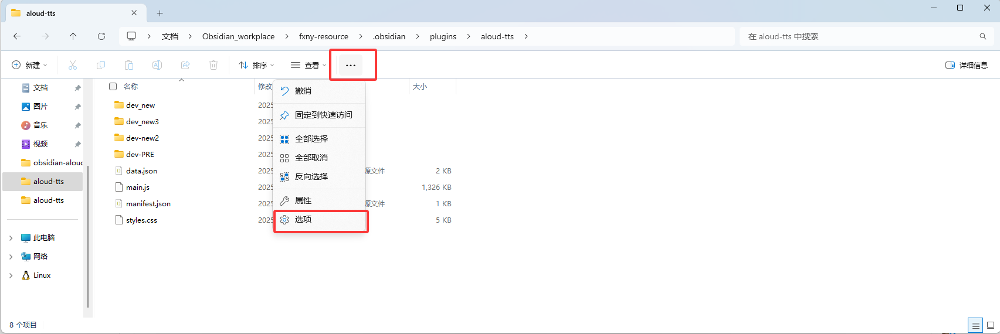 aloud-tts
文档 Obsidian_workplace fxny-resource .obsidian plugins aloud-tts
在 aloud-tts 中搜索
新建 排序 查看 ... 详细信息
文档
图片
音乐
视频
obsidian-aloud
aloud-tts
aloud-tts
此电脑
网络
Linux
名称 修改 大小
dev_new 2025
dev_new3 2025
dev-new2 2025
dev-PRE 2025
data.json 2025 源文件 2 KB
main.js 2025 1,326 KB
manifest.json 2025 源文件 1 KB
styles.css 2025 5 KB
撤消
固定到快速访问
全部选择
全部取消
反向选择
属性
选项
8 个项目